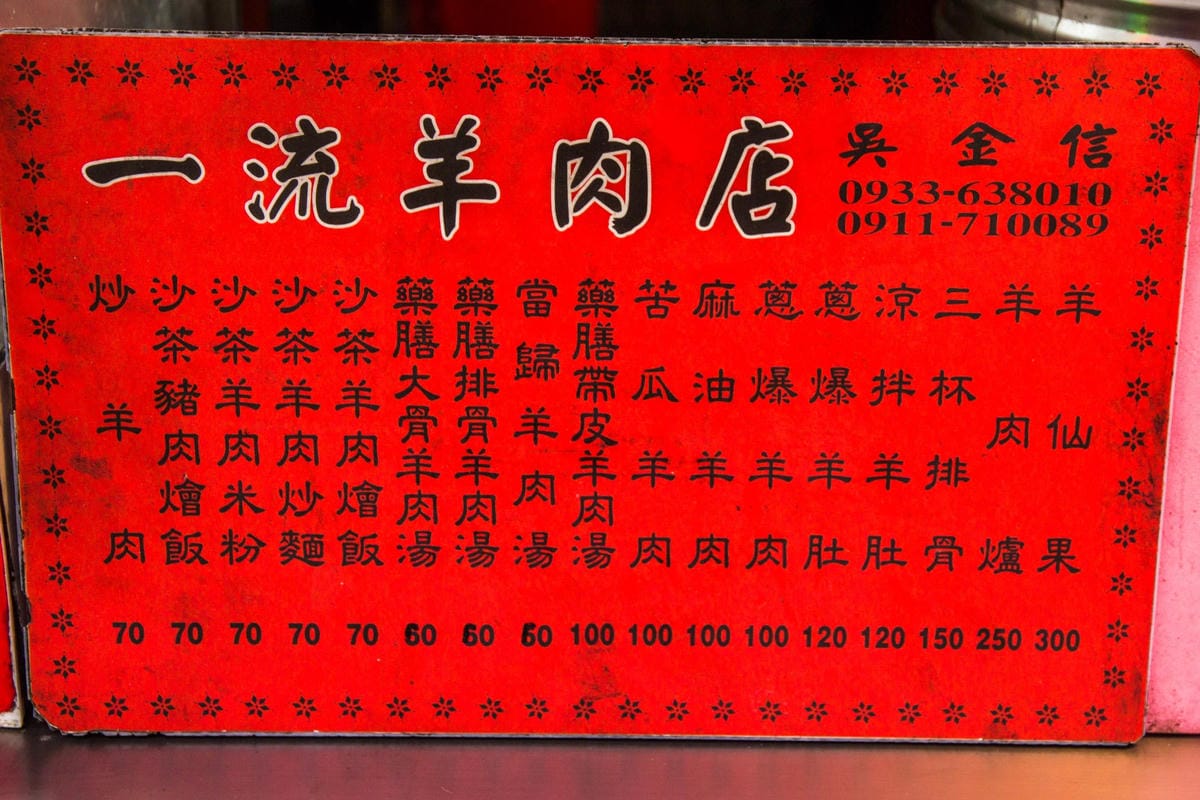 一流羊肉店
吳金信
0933-638010
0911-710089
羊仙果 300
羊肉爐 250
三杯排骨 150
涼拌羊肚 120
蔥爆羊肚 120
蔥爆羊肉 100
麻油羊肉 100
苦瓜羊肉 100
藥膳帶皮羊肉湯 100
當歸羊肉湯 60
藥膳排骨羊肉湯 60
藥膳大骨羊肉湯 60
沙茶羊肉燴飯 70
沙茶羊肉炒麵 70
沙茶羊肉米粉 70
沙茶豬肉燴飯 70
炒羊肉 70